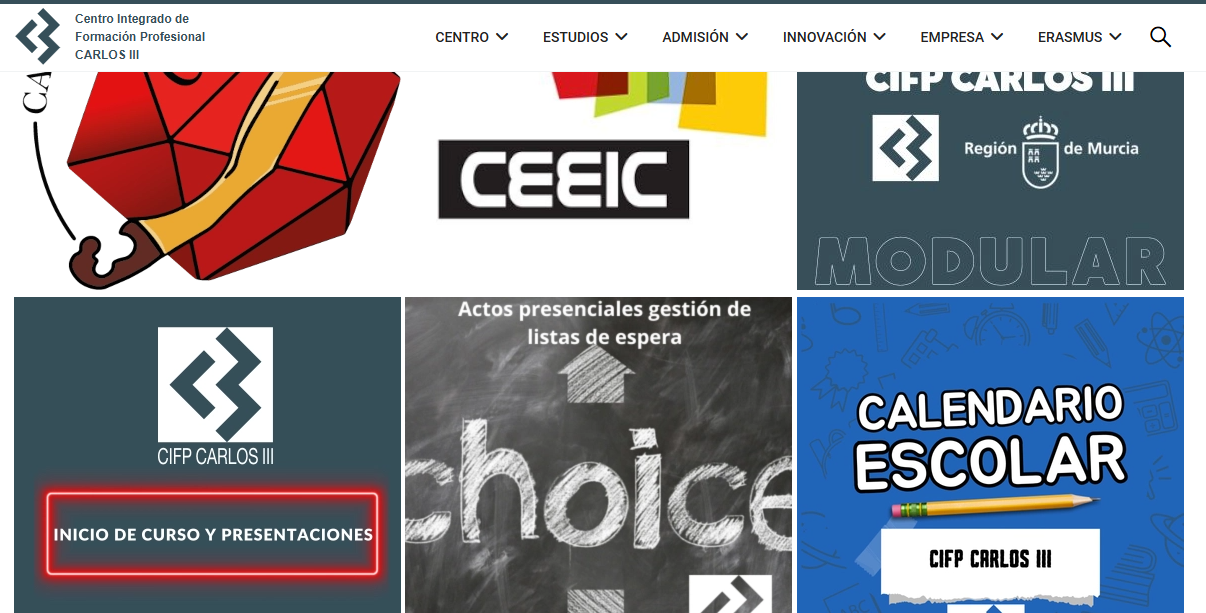 Centro Integrado de
Formación Profesional
CARLOS III
CENTRO
ESTUDIOS
ADMISIÓN
INNOVACIÓN
EMPRESA
ERASMUS
CA
CEEIC
CIFP CARLOS III
Región de Murcia
MODULAR
CIFP CARLOS III
INICIO DE CURSO Y PRESENTACIONES
Actos presenciales gestión de
listas de espera
choice
CALENDARIO
ESCOLAR
CIFP CARLOS III
ABC